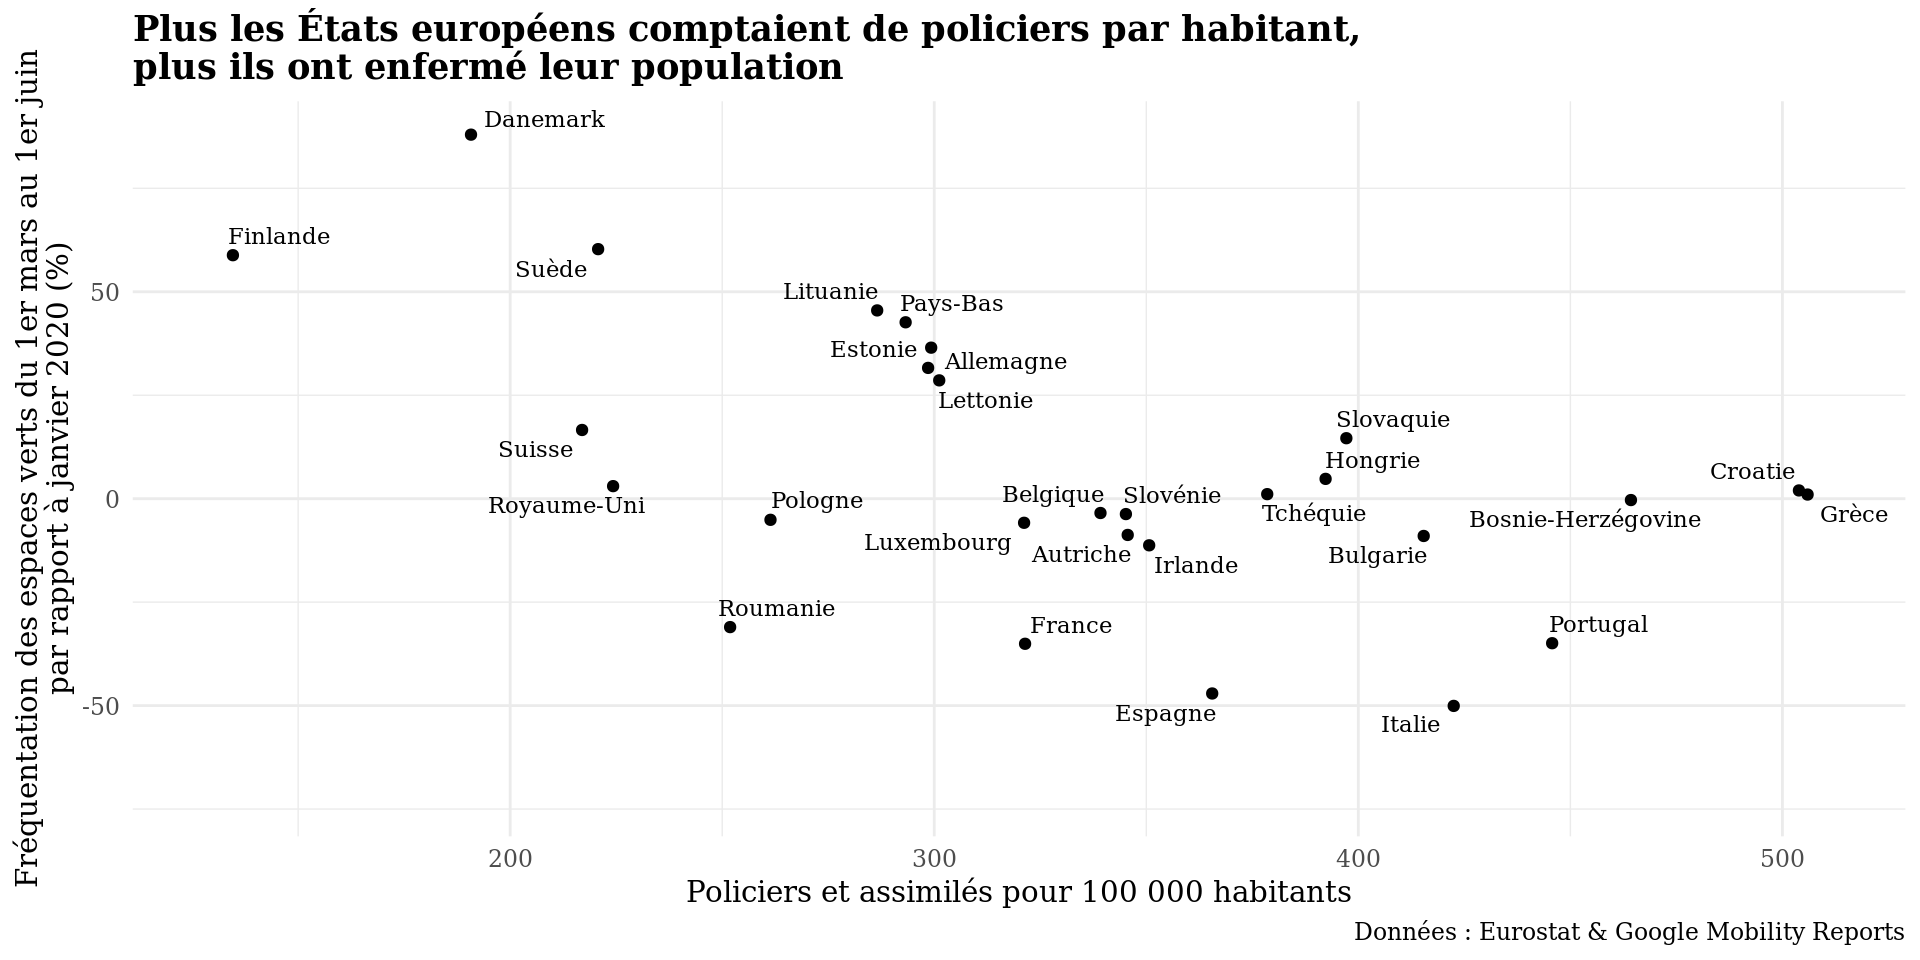 Plus les États européens comptaient de policiers par habitant,
plus ils ont enfermé leur population
Fréquentation des espaces verts du 1er mars au 1er juin
par rapport à janvier 2020 (%)
50
0
-50
Danemark
Finlande
Suède
Lituanie
Pays-Bas
Estonie
Allemagne
Lettonie
Slovaquie
Suisse
Hongrie
Croatie
Royaume-Uni
Pologne
Belgique
Slovénie
Tchéquie
Bosnie-Herzégovine
Grèce
Luxembourg
Autriche
Irlande
Bulgarie
Roumanie
France
Portugal
Espagne
Italie
200
300
400
500
Policiers et assimilés pour 100 000 habitants
Données : Eurostat & Google Mobility Reports